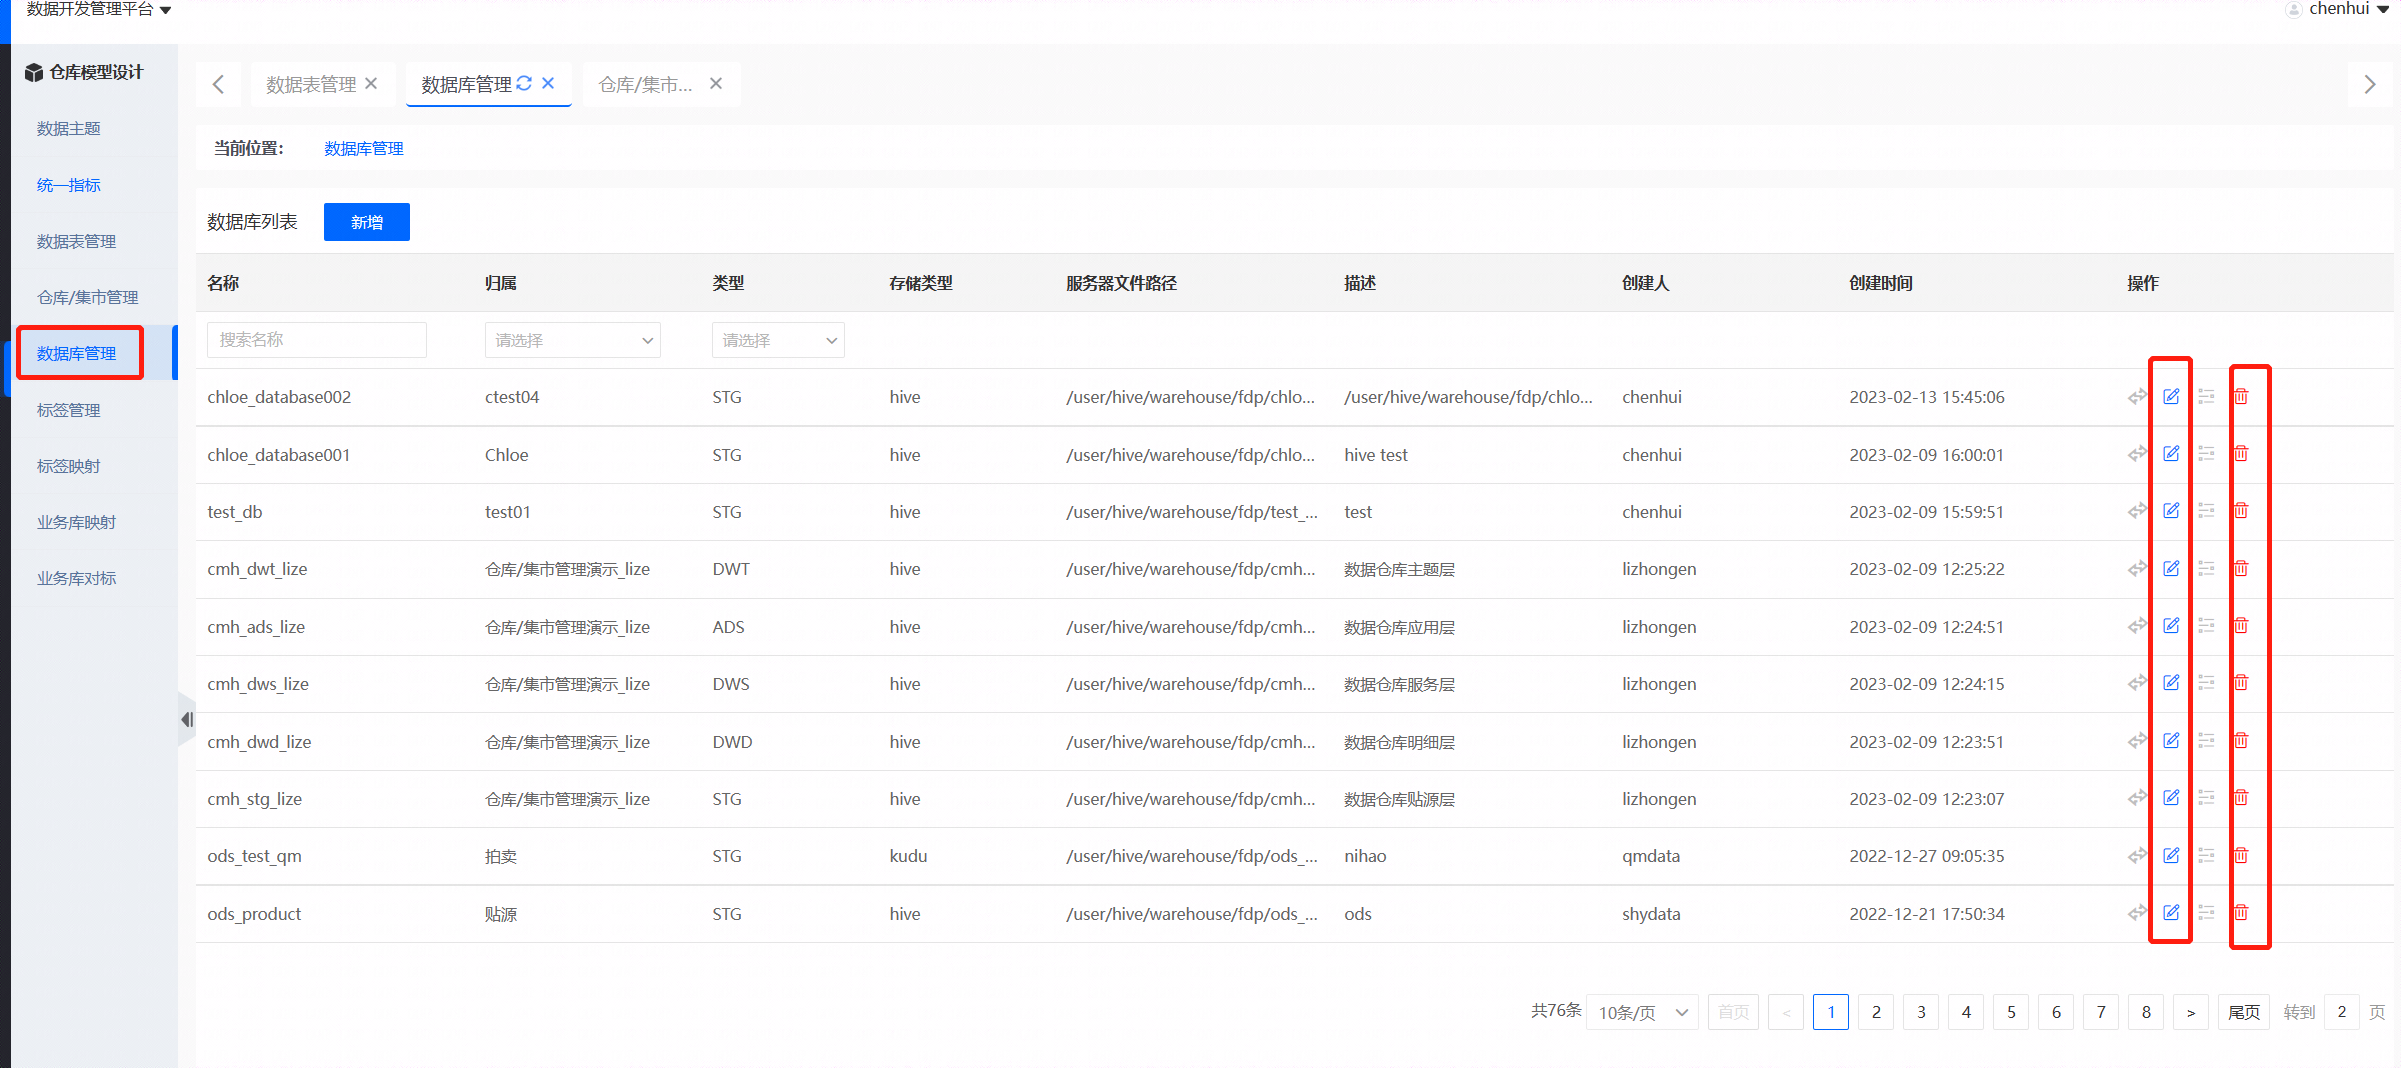 数据开发管理平台
chenhui
仓库模型设计
数据主题
统一指标
数据表管理
仓库/集市管理
数据库管理
标签管理
标签映射
业务库映射
业务库对标
数据表管理 数据库管理 仓库/集市...
当前位置： 数据库管理
数据库列表 新增
名称 归属 类型 存储类型 服务器文件路径 描述 创建人 创建时间 操作
搜索名称 请选择 请选择
chloe_database002 ctest04 STG hive /user/hive/warehouse/fdp/chlo... /user/hive/warehouse/fdp/chlo... chenhui 2023-02-13 15:45:06
chloe_database001 Chloe STG hive /user/hive/warehouse/fdp/chlo... hive test chenhui 2023-02-09 16:00:01
test_db test01 STG hive /user/hive/warehouse/fdp/test_... test chenhui 2023-02-09 15:59:51
cmh_dwt_lize 仓库/集市管理演示_lize DWT hive /user/hive/warehouse/fdp/cmh... 数据仓库主题层 lizhongen 2023-02-09 12:25:22
cmh_ads_lize 仓库/集市管理演示_lize ADS hive /user/hive/warehouse/fdp/cmh... 数据仓库应用层 lizhongen 2023-02-09 12:24:51
cmh_dws_lize 仓库/集市管理演示_lize DWS hive /user/hive/warehouse/fdp/cmh... 数据仓库服务层 lizhongen 2023-02-09 12:24:15
cmh_dwd_lize 仓库/集市管理演示_lize DWD hive /user/hive/warehouse/fdp/cmh... 数据仓库明细层 lizhongen 2023-02-09 12:23:51
cmh_stg_lize 仓库/集市管理演示_lize STG hive /user/hive/warehouse/fdp/cmh... 数据仓库贴源层 lizhongen 2023-02-09 12:23:07
ods_test_qm 拍卖 STG kudu /user/hive/warehouse/fdp/ods_... nihao qmdata 2022-12-27 09:05:35
ods_product 贴源 STG hive /user/hive/warehouse/fdp/ods_... ods shydata 2022-12-21 17:50:34
共76条 10条/页 首页 < 1 2 3 4 5 6 7 8 > 尾页 转到 2 页